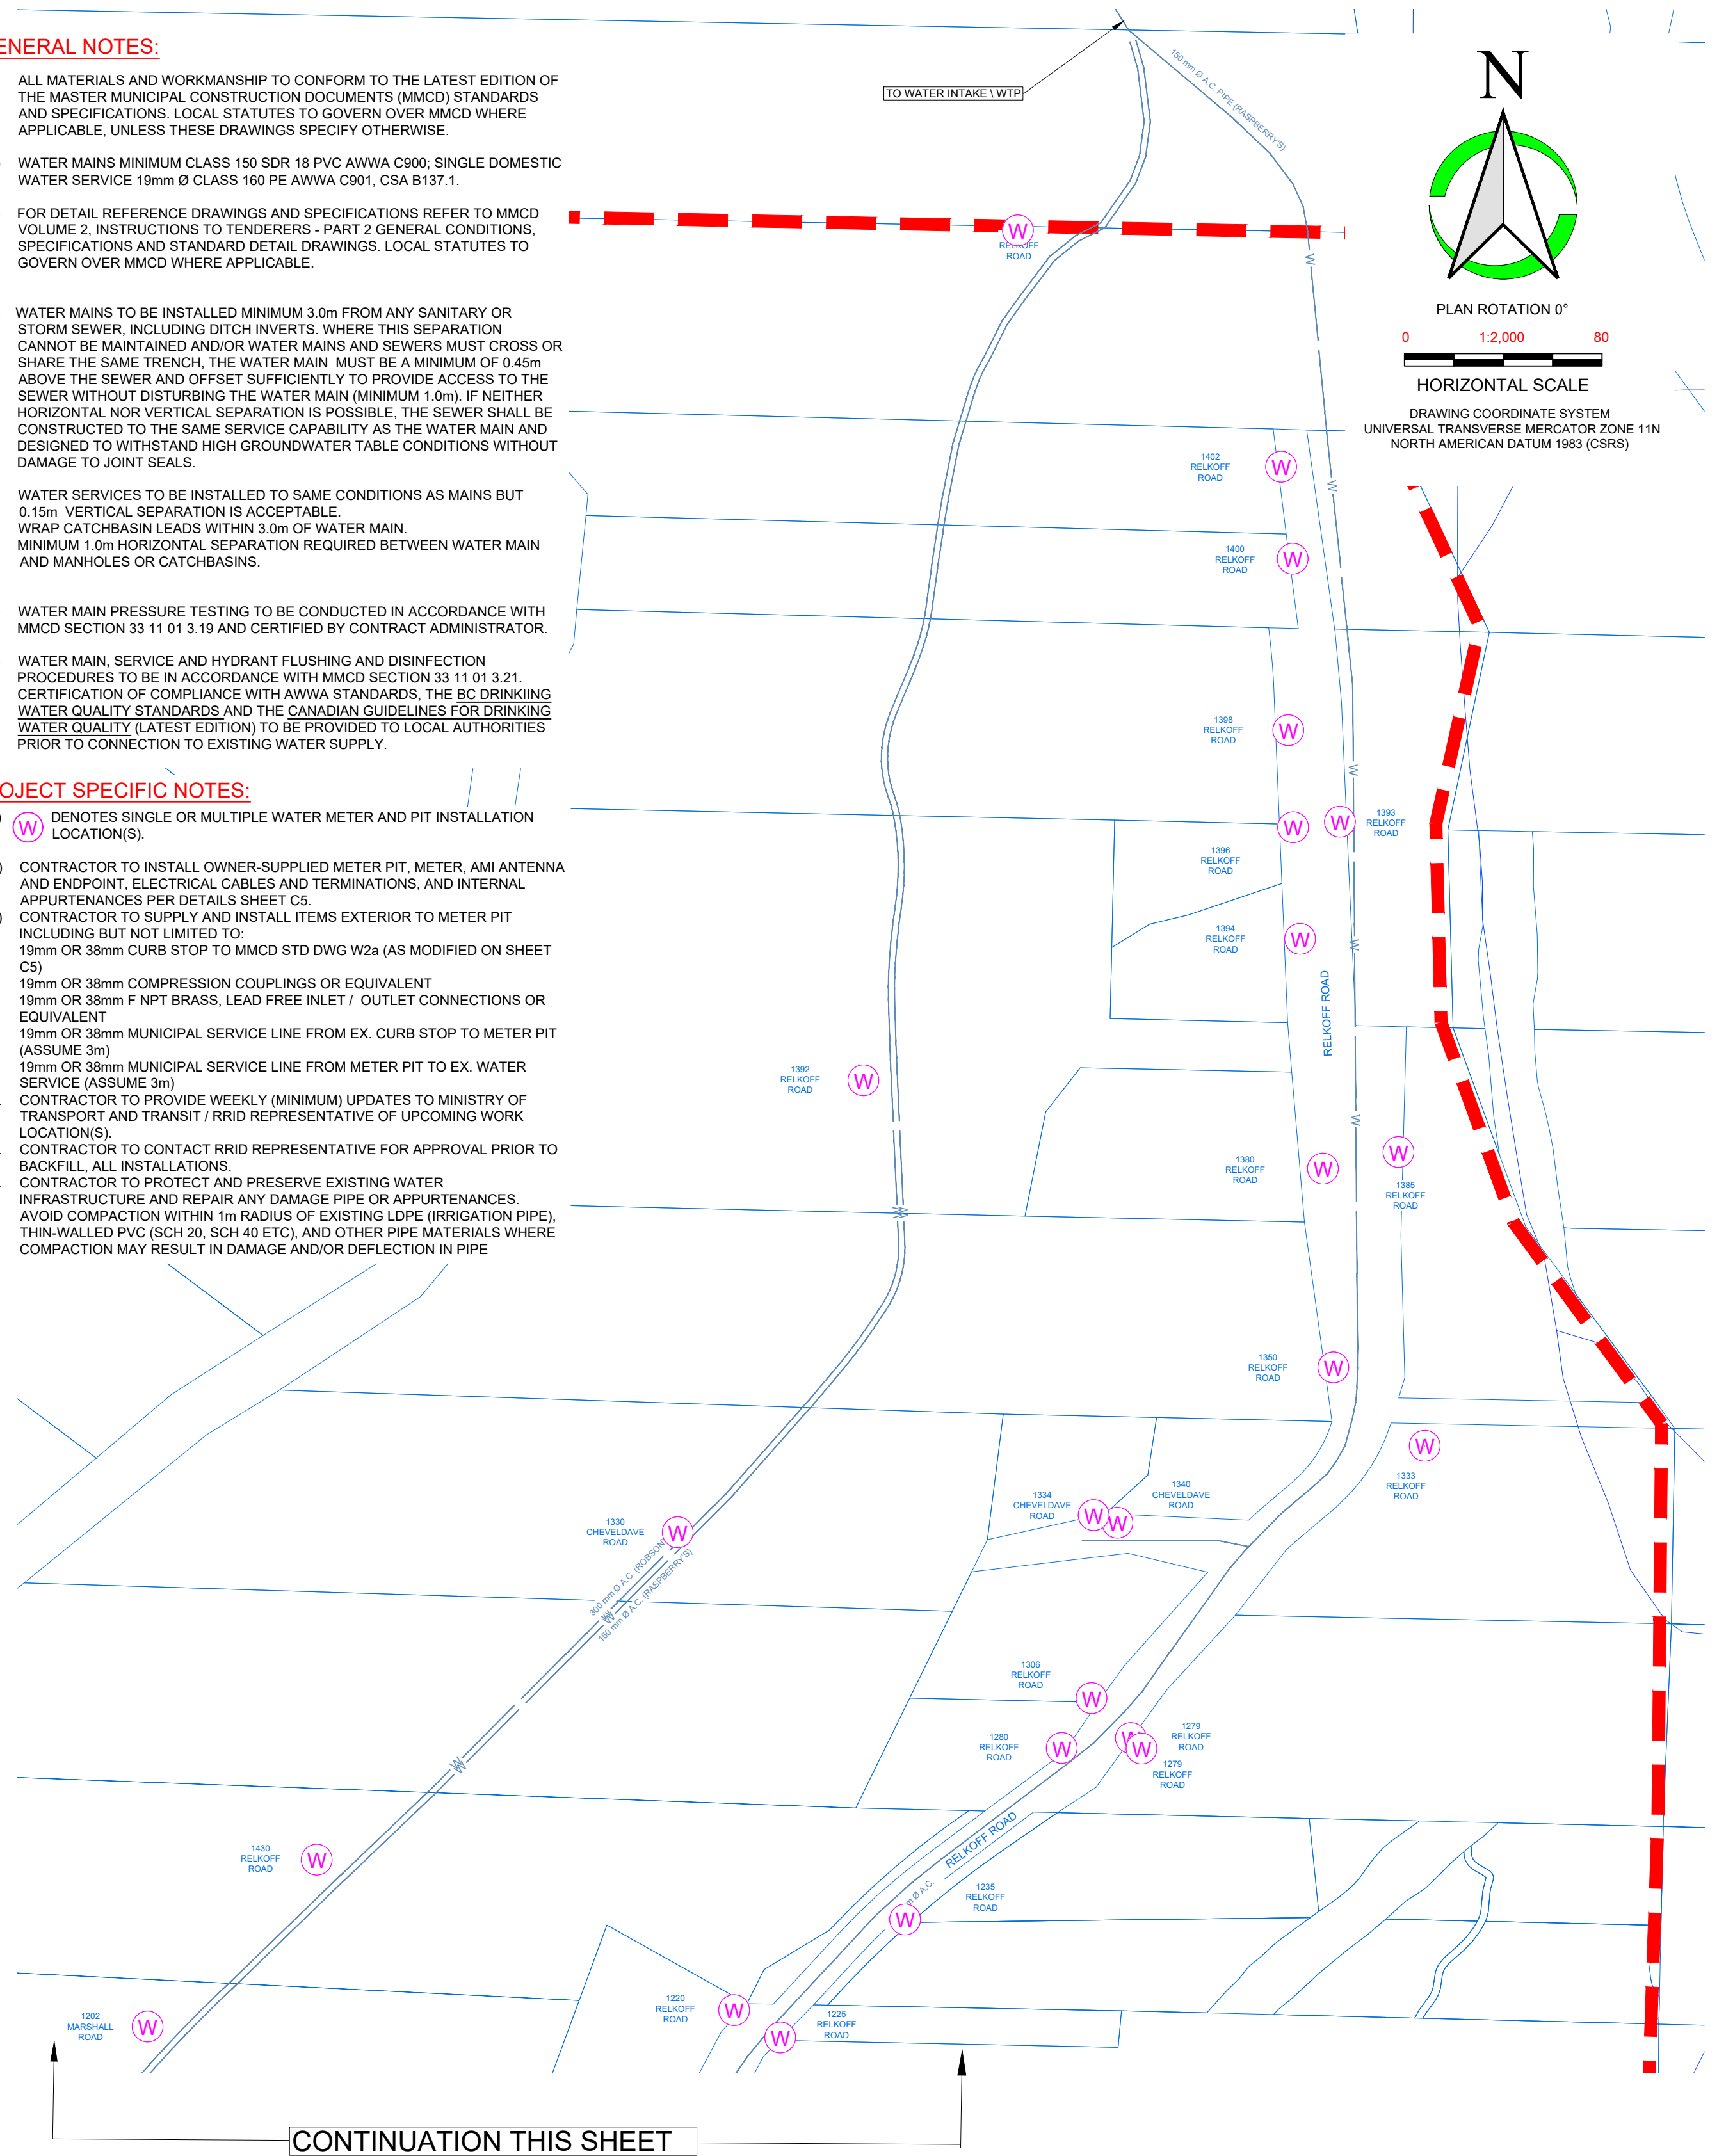 ENERAL NOTES:
ALL MATERIALS AND WORKMANSHIP TO CONFORM TO THE LATEST EDITION OF
THE MASTER MUNICIPAL CONSTRUCTION DOCUMENTS (MMCD) STANDARDS
AND SPECIFICATIONS. LOCAL STATUTES TO GOVERN OVER MMCD WHERE
APPLICABLE, UNLESS THESE DRAWINGS SPECIFY OTHERWISE.
WATER MAINS MINIMUM CLASS 150 SDR 18 PVC AWWA C900; SINGLE DOMESTIC
WATER SERVICE 19mm Ø CLASS 160 PE AWWA C901, CSA B137.1.
FOR DETAIL REFERENCE DRAWINGS AND SPECIFICATIONS REFER TO MMCD
VOLUME 2, INSTRUCTIONS TO TENDERERS - PART 2 GENERAL CONDITIONS,
SPECIFICATIONS AND STANDARD DETAIL DRAWINGS. LOCAL STATUTES TO
GOVERN OVER MMCD WHERE APPLICABLE.
WATER MAINS TO BE INSTALLED MINIMUM 3.0m FROM ANY SANITARY OR
STORM SEWER, INCLUDING DITCH INVERTS. WHERE THIS SEPARATION
CANNOT BE MAINTAINED AND/OR WATER MAINS AND SEWERS MUST CROSS OR
SHARE THE SAME TRENCH, THE WATER MAIN MUST BE A MINIMUM OF 0.45m
ABOVE THE SEWER AND OFFSET SUFFICIENTLY TO PROVIDE ACCESS TO THE
SEWER WITHOUT DISTURBING THE WATER MAIN (MINIMUM 1.0m). IF NEITHER
HORIZONTAL NOR VERTICAL SEPARATION IS POSSIBLE, THE SEWER SHALL BE
CONSTRUCTED TO THE SAME SERVICE CAPABILITY AS THE WATER MAIN AND
DESIGNED TO WITHSTAND HIGH GROUNDWATER TABLE CONDITIONS WITHOUT
DAMAGE TO JOINT SEALS.
WATER SERVICES TO BE INSTALLED TO SAME CONDITIONS AS MAINS BUT
0.15m VERTICAL SEPARATION IS ACCEPTABLE.
WRAP CATCHBASIN LEADS WITHIN 3.0m OF WATER MAIN.
MINIMUM 1.0m HORIZONTAL SEPARATION REQUIRED BETWEEN WATER MAIN
AND MANHOLES OR CATCHBASINS.
WATER MAIN PRESSURE TESTING TO BE CONDUCTED IN ACCORDANCE WITH
MMCD SECTION 33 11 01 3.19 AND CERTIFIED BY CONTRACT ADMINISTRATOR.
WATER MAIN, SERVICE AND HYDRANT FLUSHING AND DISINFECTION
PROCEDURES TO BE IN ACCORDANCE WITH MMCD SECTION 33 11 01 3.21.
CERTIFICATION OF COMPLIANCE WITH AWWA STANDARDS, THE BC DRINKIING
WATER QUALITY STANDARDS AND THE CANADIAN GUIDELINES FOR DRINKING
WATER QUALITY (LATEST EDITION) TO BE PROVIDED TO LOCAL AUTHORITIES
PRIOR TO CONNECTION TO EXISTING WATER SUPPLY.
OJECT SPECIFIC NOTES:
) W DENOTES SINGLE OR MULTIPLE WATER METER AND PIT INSTALLATION
LOCATION(S).
) CONTRACTOR TO INSTALL OWNER-SUPPLIED METER PIT, METER, AMI ANTENNA
AND ENDPOINT, ELECTRICAL CABLES AND TERMINATIONS, AND INTERNAL
APPURTENANCES PER DETAILS SHEET C5.
) CONTRACTOR TO SUPPLY AND INSTALL ITEMS EXTERIOR TO METER PIT
INCLUDING BUT NOT LIMITED TO:
19mm OR 38mm CURB STOP TO MMCD STD DWG W2a (AS MODIFIED ON SHEET
C5)
19mm OR 38mm COMPRESSION COUPLINGS OR EQUIVALENT
19mm OR 38mm F NPT BRASS, LEAD FREE INLET / OUTLET CONNECTIONS OR
EQUIVALENT
19mm OR 38mm MUNICIPAL SERVICE LINE FROM EX. CURB STOP TO METER PIT
(ASSUME 3m)
19mm OR 38mm MUNICIPAL SERVICE LINE FROM METER PIT TO EX. WATER
SERVICE (ASSUME 3m)
CONTRACTOR TO PROVIDE WEEKLY (MINIMUM) UPDATES TO MINISTRY OF
TRANSPORT AND TRANSIT / RRID REPRESENTATIVE OF UPCOMING WORK
LOCATION(S).
CONTRACTOR TO CONTACT RRID REPRESENTATIVE FOR APPROVAL PRIOR TO
BACKFILL, ALL INSTALLATIONS.
CONTRACTOR TO PROTECT AND PRESERVE EXISTING WATER
INFRASTRUCTURE AND REPAIR ANY DAMAGE PIPE OR APPURTENANCES.
AVOID COMPACTION WITHIN 1m RADIUS OF EXISTING LDPE (IRRIGATION PIPE),
THIN-WALLED PVC (SCH 20, SCH 40 ETC), AND OTHER PIPE MATERIALS WHERE
COMPACTION MAY RESULT IN DAMAGE AND/OR DEFLECTION IN PIPE
TO WATER INTAKE \ WTP
150 mm Ø A.C. PIPE (RASPBERRY'S)
N
PLAN ROTATION 0°
0 1:2,000 80
HORIZONTAL SCALE
DRAWING COORDINATE SYSTEM
UNIVERSAL TRANSVERSE MERCATOR ZONE 11N
NORTH AMERICAN DATUM 1983 (CSRS)
W
RELKOFF
ROAD
W
1402
RELKOFF
ROAD
W
W
1400
RELKOFF
ROAD
W
1398
RELKOFF
ROAD
W
W
W
W
1393
RELKOFF
ROAD
1396
RELKOFF
ROAD
1394
RELKOFF
ROAD
W
W
RELKOFF ROAD
1392
RELKOFF
ROAD
W
W
1380
RELKOFF
ROAD
W
W
1385
RELKOFF
ROAD
W
W
1350
RELKOFF
ROAD
W
W
1333
RELKOFF
ROAD
1334
CHEVELDAVE
ROAD
W
W
1340
CHEVELDAVE
ROAD
1330
CHEVELDAVE
ROAD
W
300 mm Ø A.C. (ROBSON)
W
W
150 mm Ø A.C. (RASPBERRY'S)
1306
RELKOFF
ROAD
W
1280
RELKOFF
ROAD
W
W
W
1279
RELKOFF
ROAD
1279
RELKOFF
ROAD
W
W
RELKOFF ROAD
1430
RELKOFF
ROAD
W
m Ø A.C.
1235
RELKOFF
ROAD
W
1220
RELKOFF
ROAD
W
1225
RELKOFF
ROAD
W
1202
MARSHALL
ROAD
W
CONTINUATION THIS SHEET